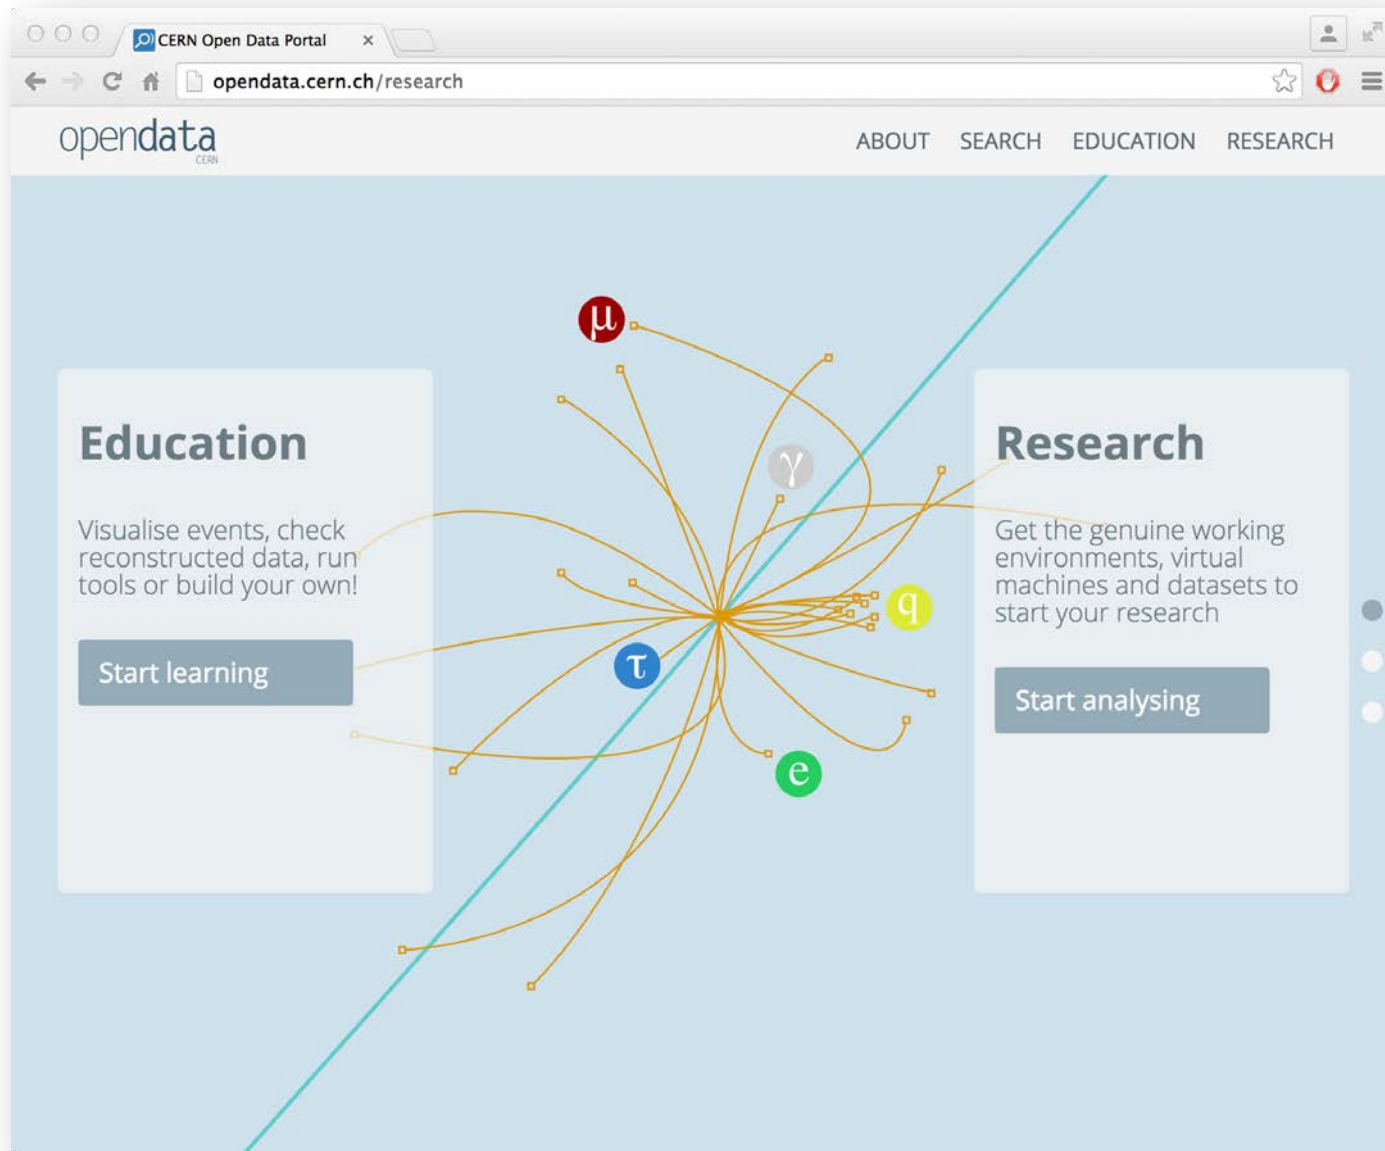 CERN Open Data Portal
opendata.cern.ch/research
opendata
CERN
ABOUT SEARCH EDUCATION RESEARCH
μ
γ
q
τ
e
Education
Visualise events, check
reconstructed data, run
tools or build your own!
Start learning
Research
Get the genuine working
environments, virtual
machines and datasets to
start your research
Start analysing